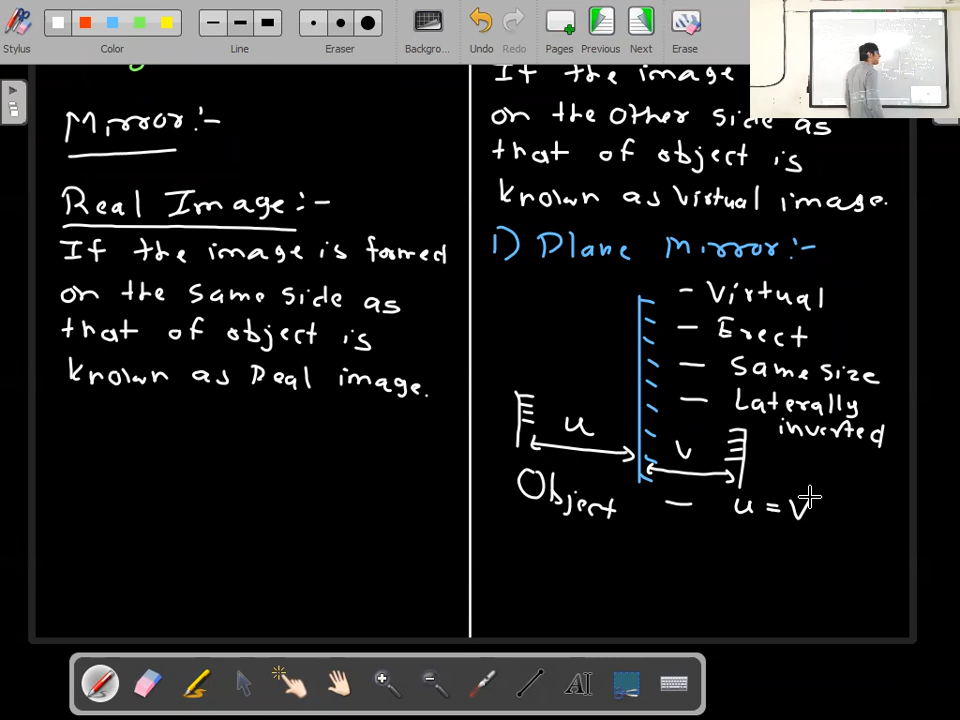 Stylus
Color
Line
Eraser
Backgro...
Undo
Redo
Pages
Previous
Next
Erase
Mirror :-
Real Image :-
If the image is formed
on the same side as
that of object is
known as Real image.
If the image
on the other side as
that of object is
known as Virtual image.
1) Plane Mirror :-
- Virtual
- Erect
- Same size
- Laterally
inverted
u
v
Object
- u = v